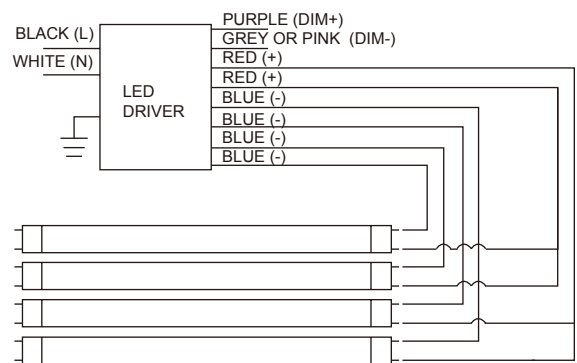 PURPLE (DIM+)
BLACK (L)
GREY OR PINK (DIM-)
WHITE (N)
RED (+)
RED (+)
LED
DRIVER
BLUE (-)
BLUE (-)
BLUE (-)
BLUE (-)